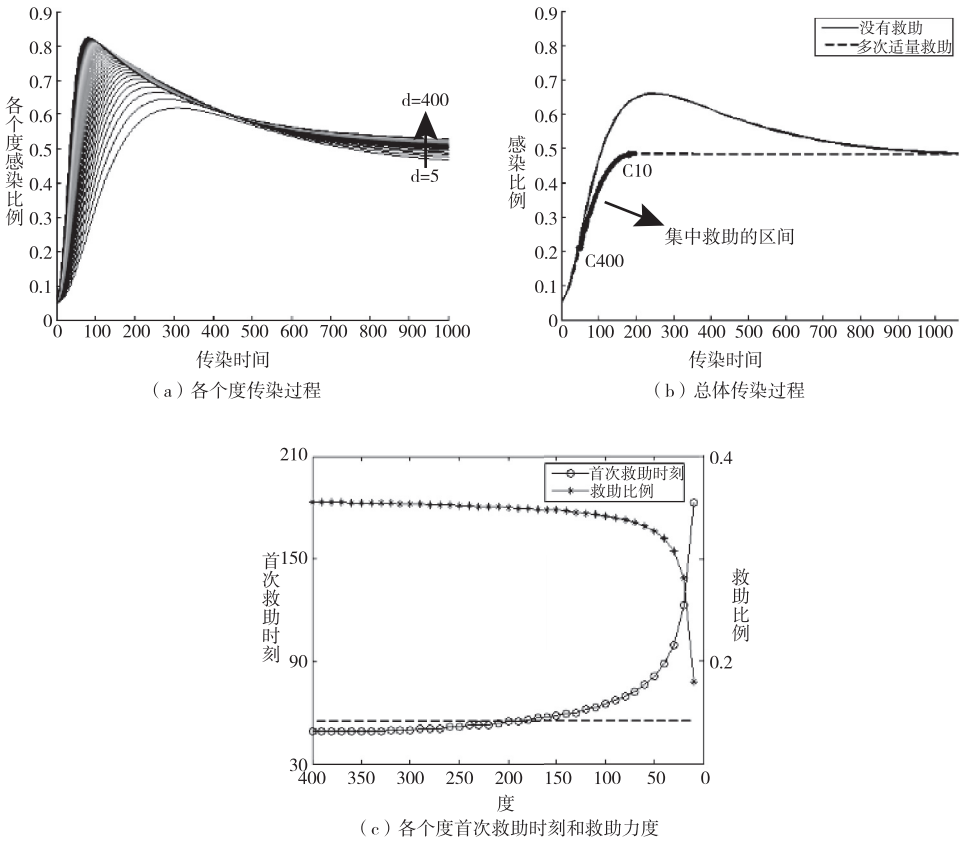 各个度感染比例
0.9
0.8
0.7
0.6
0.5
0.4
0.3
0.2
0.1
0
d=400
d=5
0 100 200 300 400 500 600 700 800 900 1000
传染时间
（a）各个度传染过程
感染比例
0.9
0.8
0.7
0.6
0.5
0.4
0.3
0.2
0.1
0
没有救助
多次适量救助
C10
集中救助的区间
C400
0 100 200 300 400 500 600 700 800 900 1000
传染时间
（b）总体传染过程
首次救助时刻
210
150
90
30
首次救助时刻
救助比例
0.4
0.2
救助比例
400 350 300 250 200 150 100 50 0
度
（c）各个度首次救助时刻和救助力度